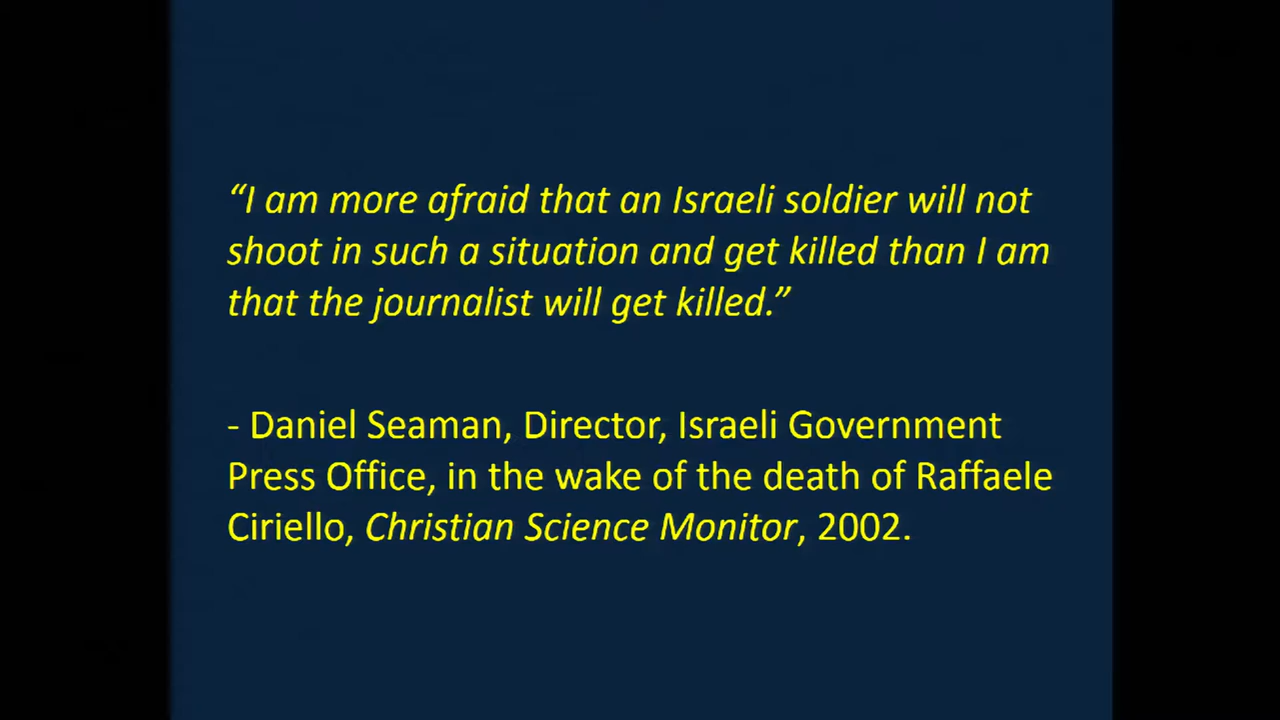 “I am more afraid that an Israeli soldier will not
shoot in such a situation and get killed than I am
that the journalist will get killed.”
- Daniel Seaman, Director, Israeli Government
Press Office, in the wake of the death of Raffaele
Ciriello, Christian Science Monitor, 2002.